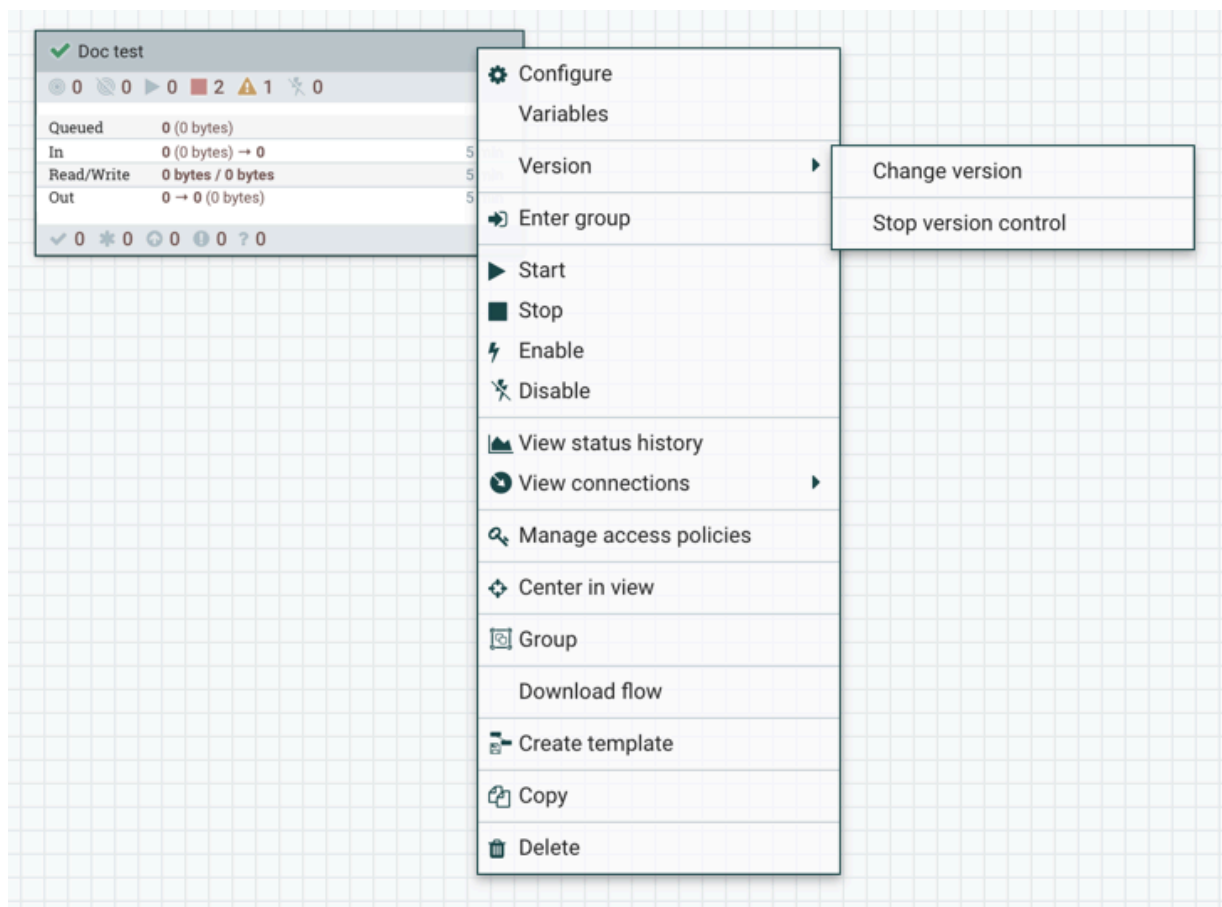 Doc test
0 0 0 2 1 0
Queued 0 (0 bytes)
In 0 (0 bytes) → 0 5
Read/Write 0 bytes / 0 bytes 5
Out 0 → 0 (0 bytes) 5
0 0 0 0 ? 0
Configure
Variables
Version
Change version
Stop version control
Enter group
Start
Stop
Enable
Disable
View status history
View connections
Manage access policies
Center in view
Group
Download flow
Create template
Copy
Delete